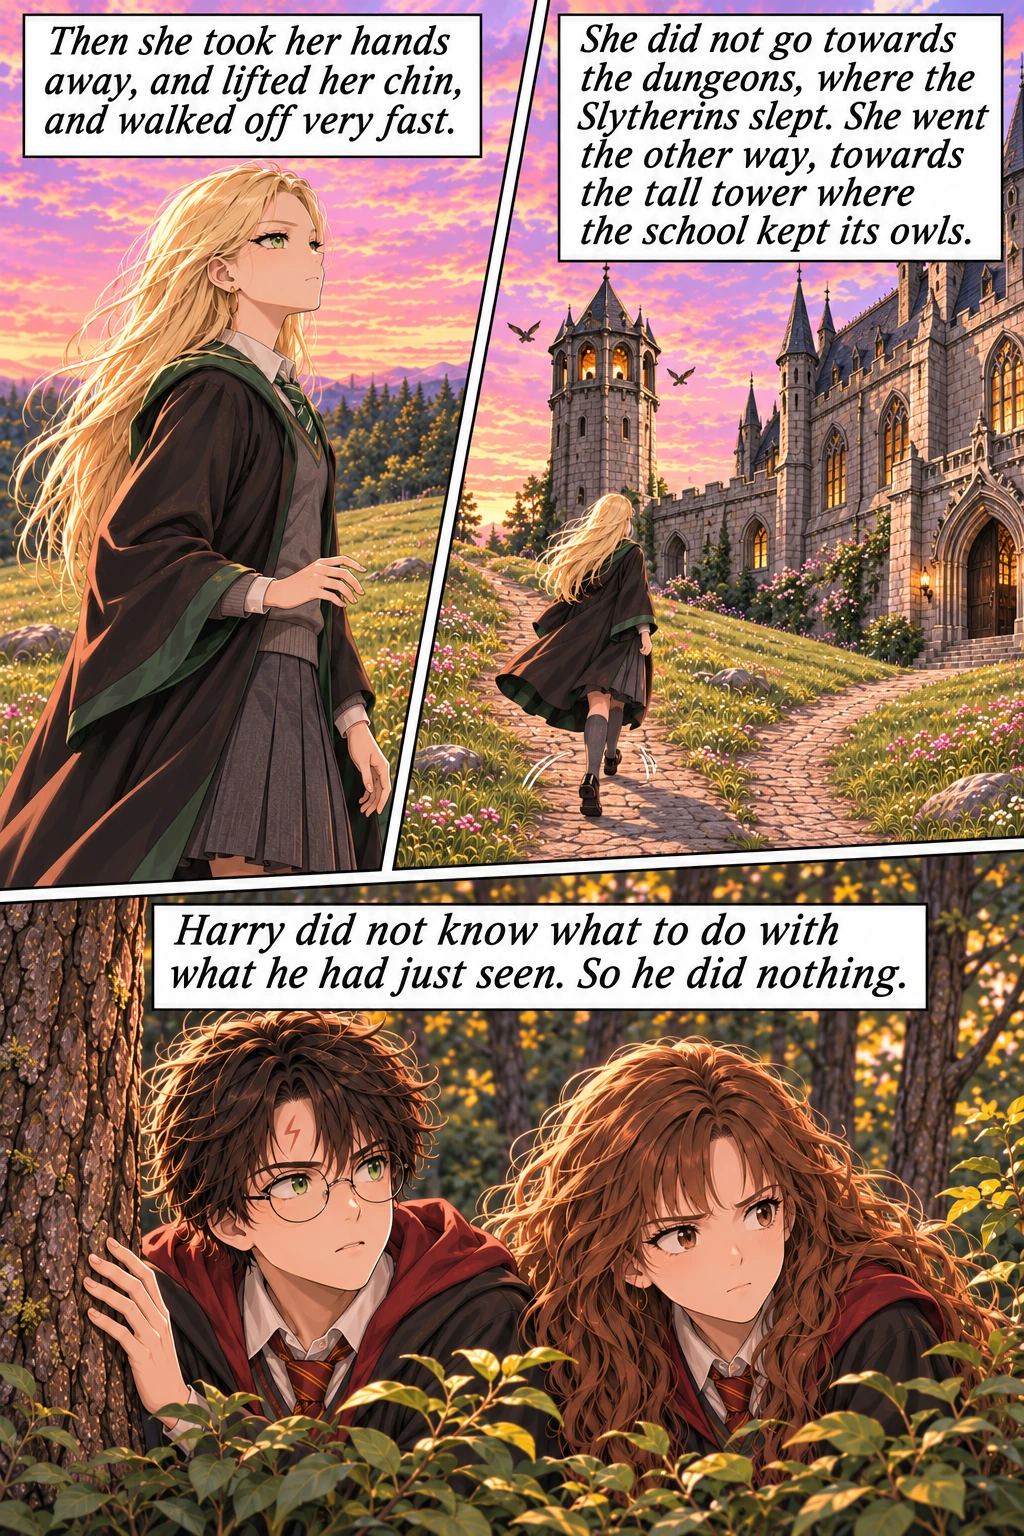 Then she took her hands
away, and lifted her chin,
and walked off very fast.
She did not go towards
the dungeons, where the
Slytherins slept. She went
the other way, towards
the tall tower where
the school kept its owls.
Harry did not know what to do with
what he had just seen. So he did nothing.